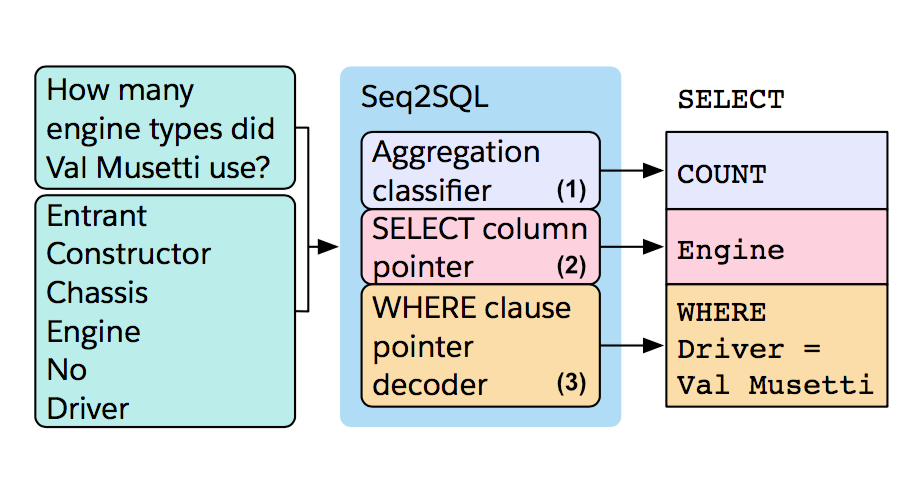 How many
engine types did
Val Musetti use?
Entrant
Constructor
Chassis
Engine
No
Driver
Seq2SQL
Aggregation
classifier (1)
SELECT column
pointer (2)
WHERE clause
pointer
decoder (3)
SELECT
COUNT
Engine
WHERE
Driver =
Val Musetti